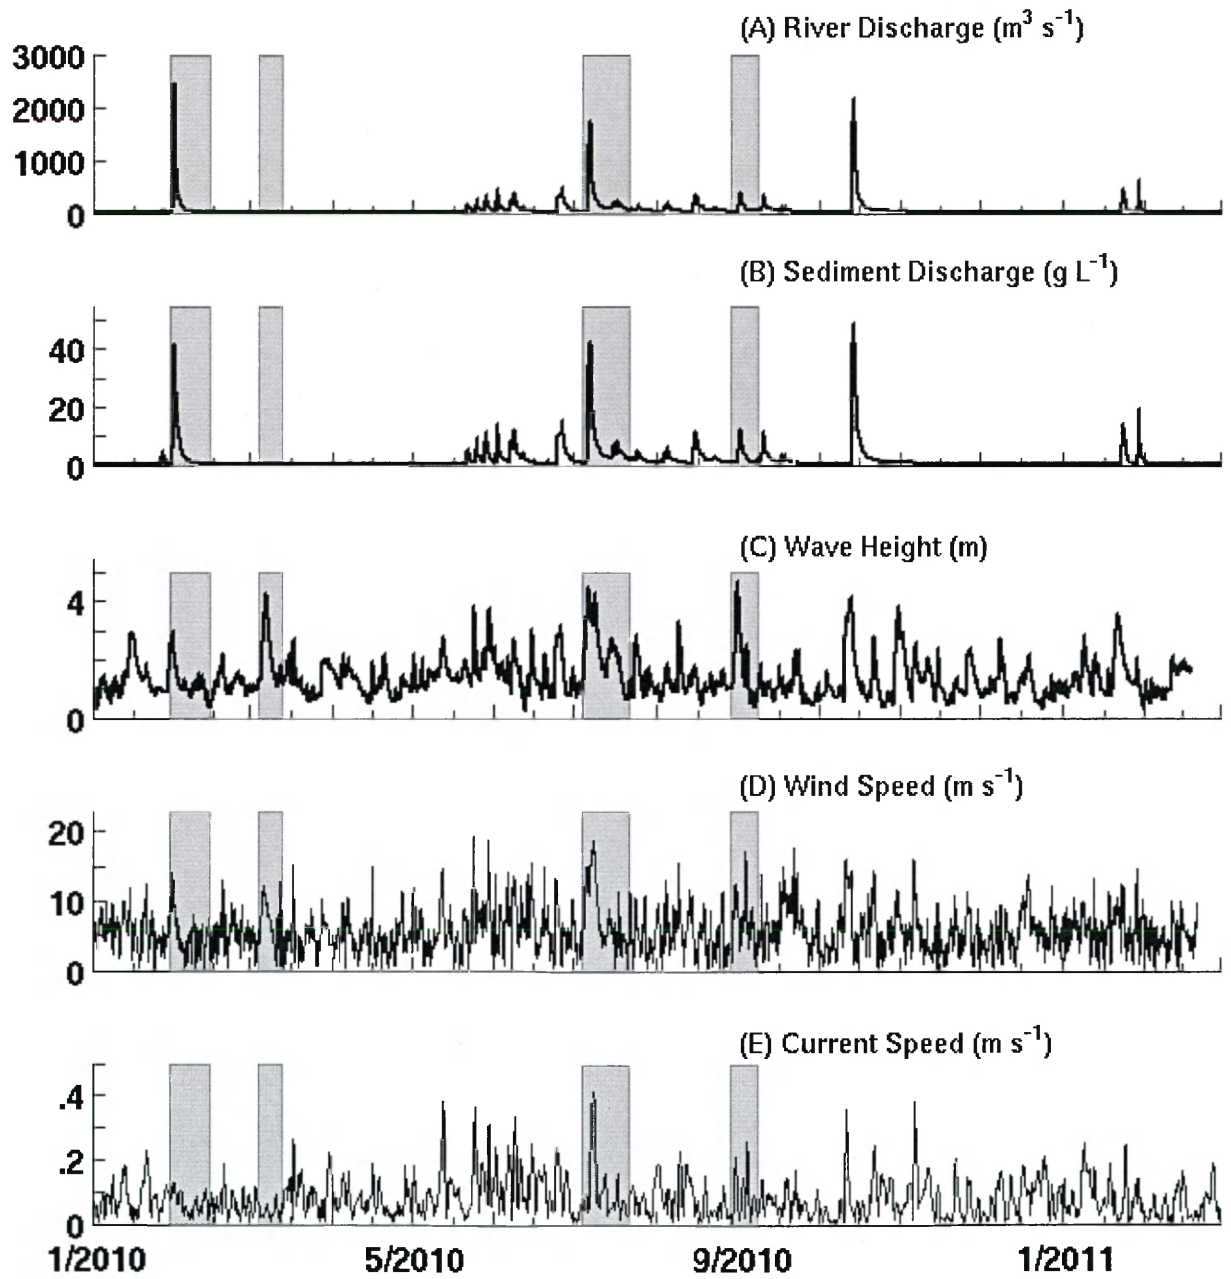 (A) River Discharge (m³ s⁻¹)
3000
2000
1000
0
(B) Sediment Discharge (g L⁻¹)
40
20
0
(C) Wave Height (m)
4
0
(D) Wind Speed (m s⁻¹)
20
10
0
(E) Current Speed (m s⁻¹)
.4
.2
0
1/2010 5/2010 9/2010 1/2011